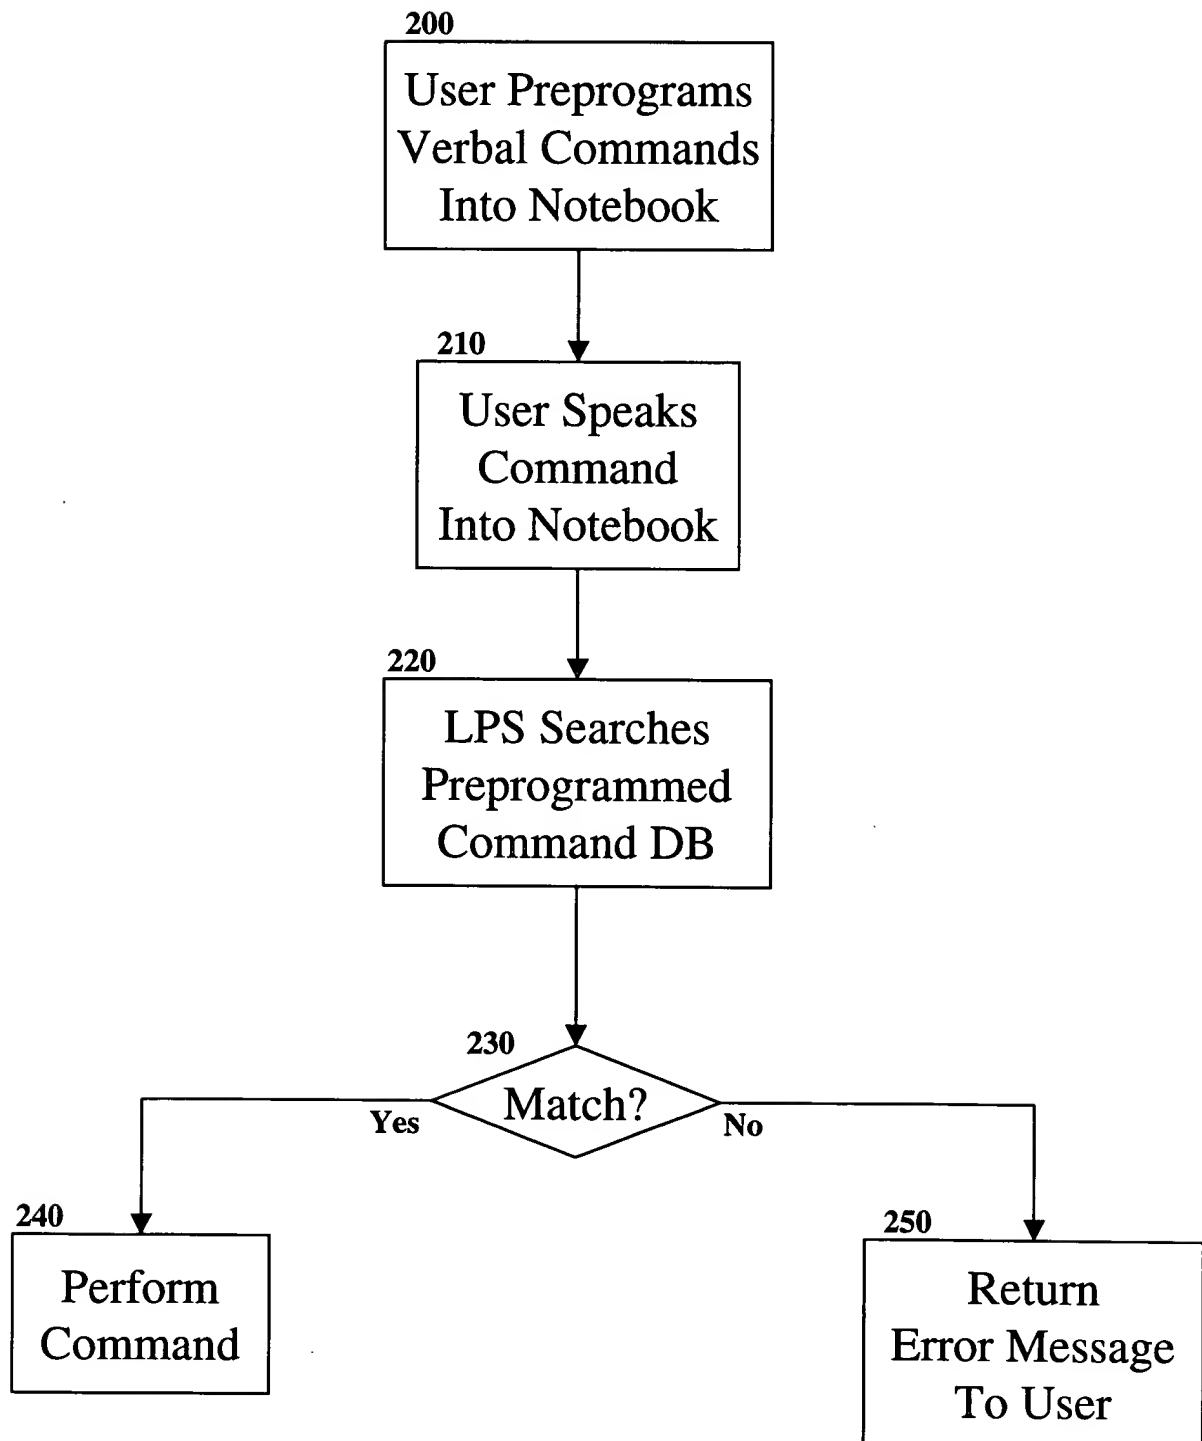 200
User Preprograms
Verbal Commands
Into Notebook
210
User Speaks
Command
Into Notebook
220
LPS Searches
Preprogrammed
Command DB
230
Match?
Yes
No
240
Perform
Command
250
Return
Error Message
To User